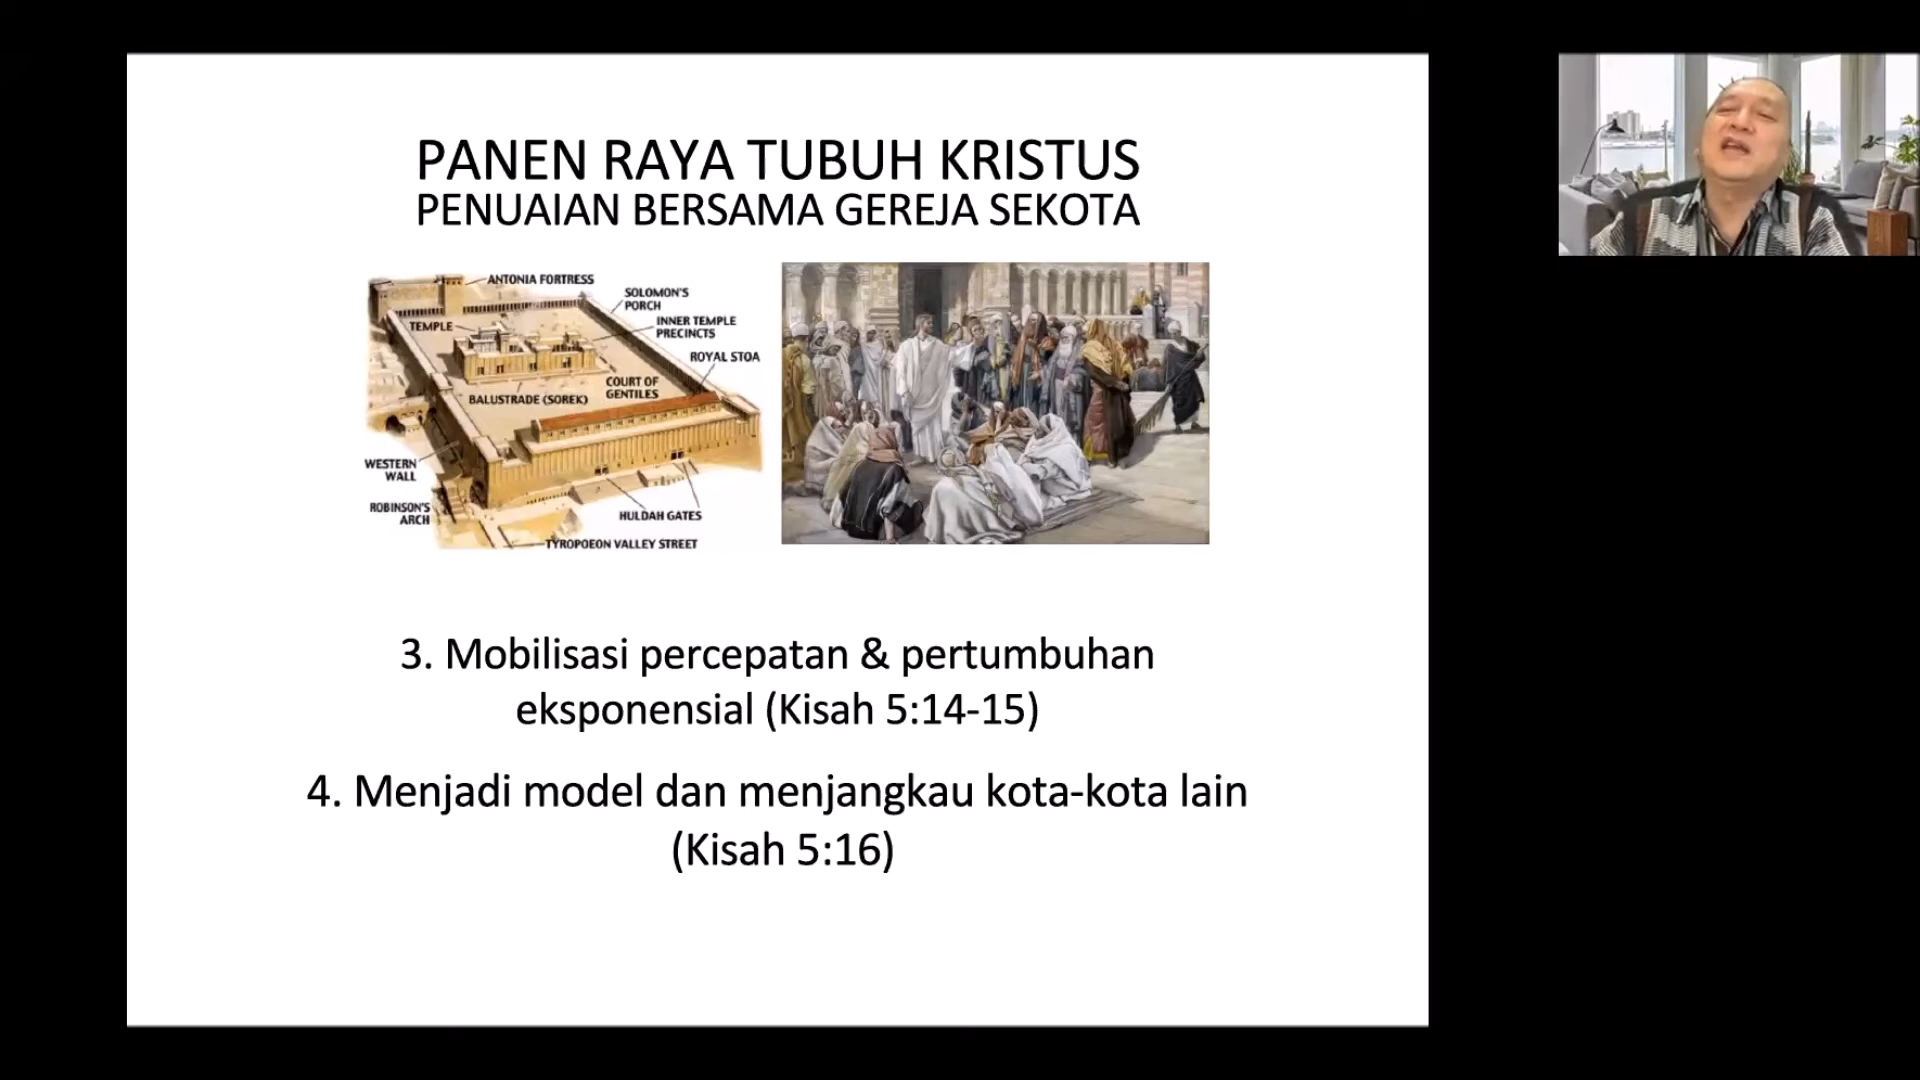 PANEN RAYA TUBUH KRISTUS
PENUAIAN BERSAMA GEREJA SEKOTA
ANTONIA FORTRESS
SOLOMON'S
PORCH
TEMPLE
INNER TEMPLE
PRECINCTS
ROYAL STOA
COURT OF
GENTILES
BALUSTRADE (SOREK)
WESTERN
WALL
ROBINSON'S
ARCH
HULDAH GATES
TYROPOEON VALLEY STREET
3. Mobilisasi percepatan & pertumbuhan
eksponensial (Kisah 5:14-15)
4. Menjadi model dan menjangkau kota-kota lain
(Kisah 5:16)